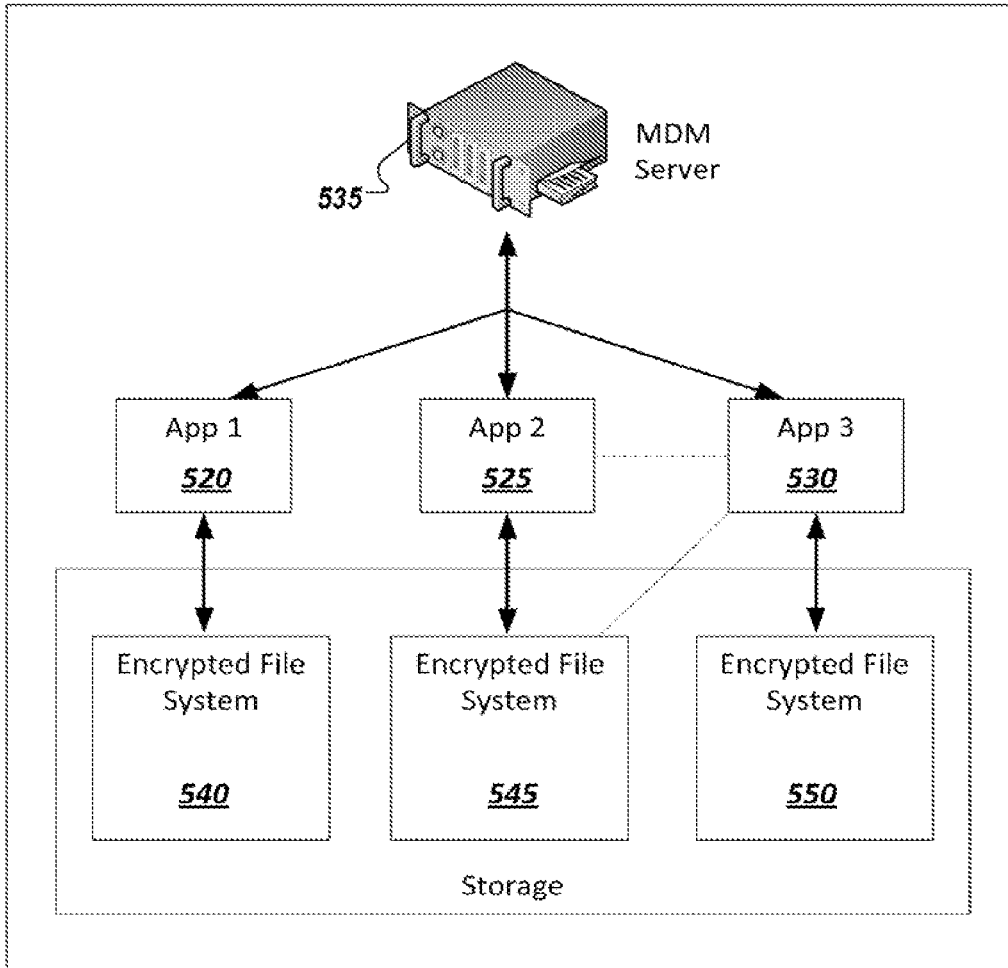 MDM
Server
535
App 1
520
App 2
525
App 3
530
Encrypted File
System
540
Encrypted File
System
545
Encrypted File
System
550
Storage